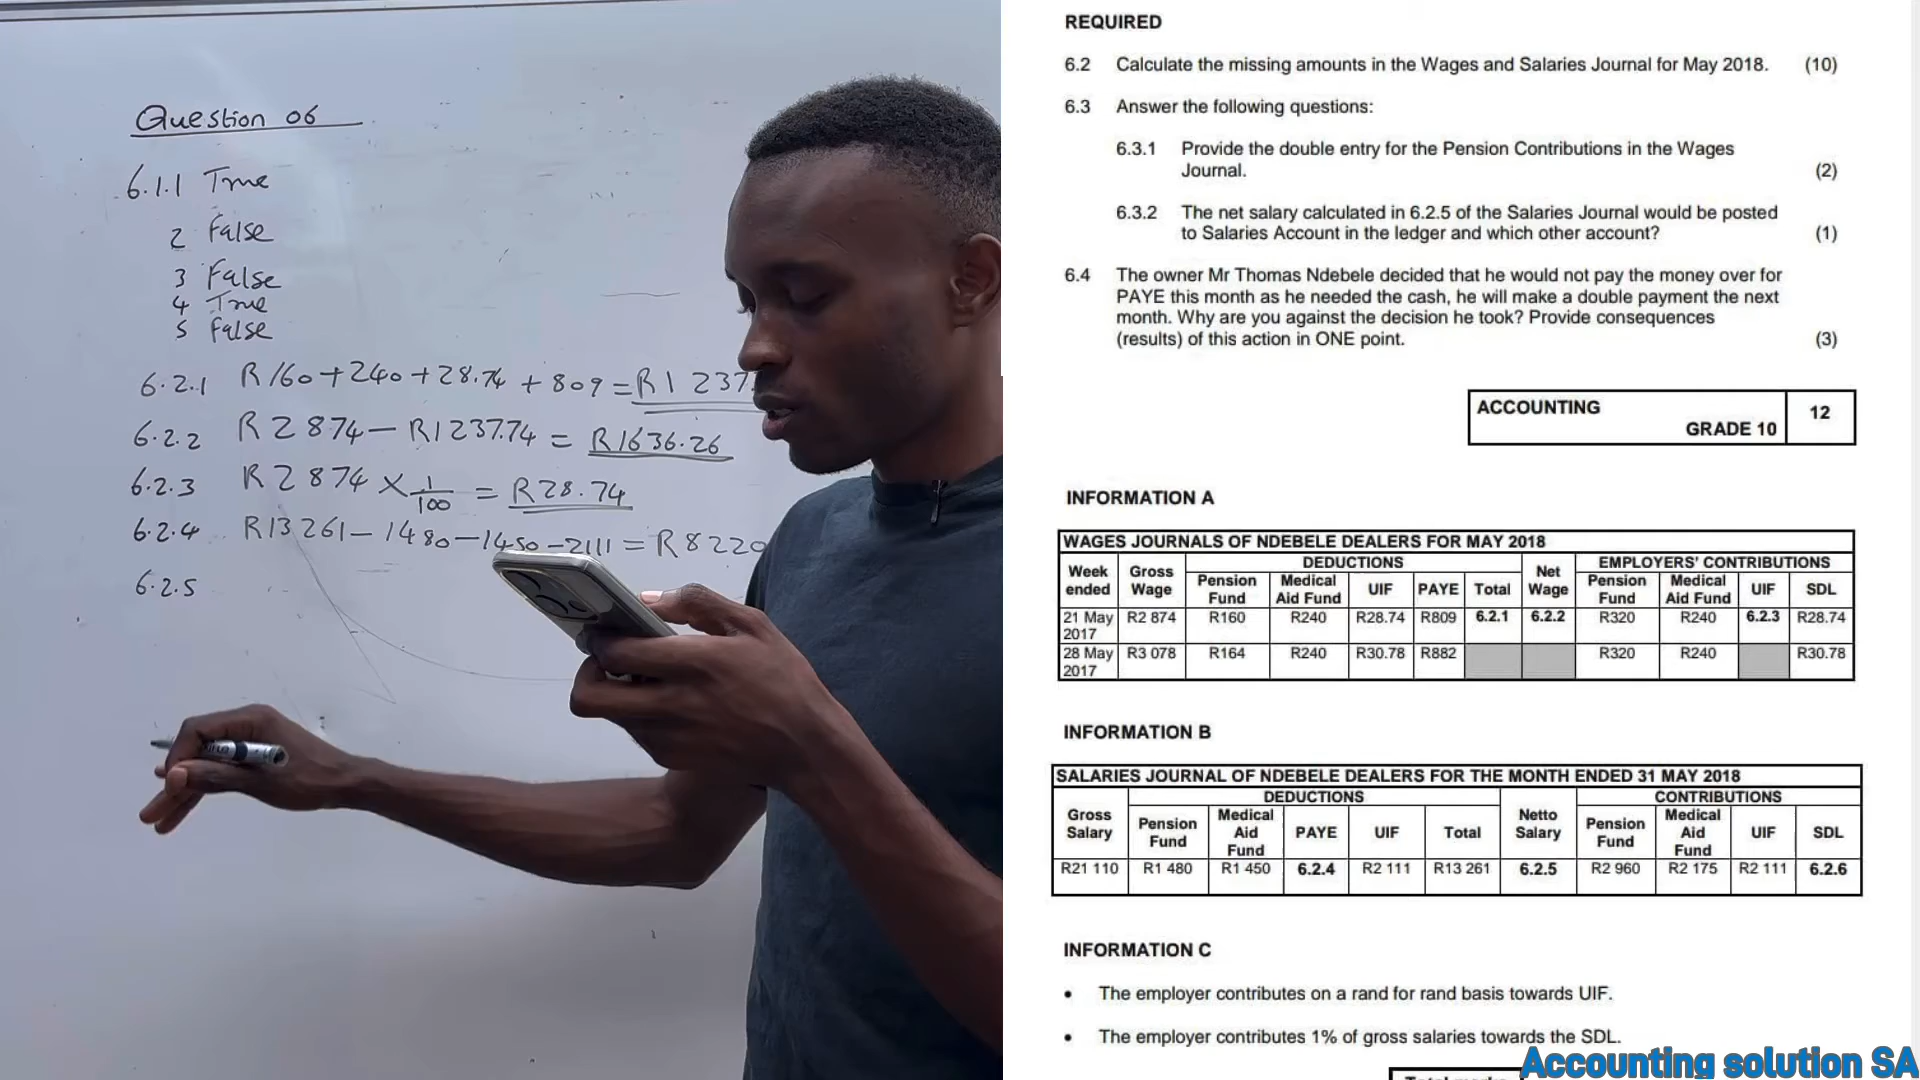 Question 06
6.1.1 True
2 False
3 False
4 True
5 False
6.2.1 R160+240+28.74+809=R1 237.
6.2.2 R2 874-R1237.74=R1636.26
6.2.3 R2 874×1/100=R28.74
6.2.4 R13 261-1480-1450-2111=R8220
6.2.5
REQUIRED
6.2 Calculate the missing amounts in the Wages and Salaries Journal for May 2018. (10)
6.3 Answer the following questions:
6.3.1 Provide the double entry for the Pension Contributions in the Wages
Journal. (2)
6.3.2 The net salary calculated in 6.2.5 of the Salaries Journal would be posted
to Salaries Account in the ledger and which other account? (1)
6.4 The owner Mr Thomas Ndebele decided that he would not pay the money over for
PAYE this month as he needed the cash, he will make a double payment the next
month. Why are you against the decision he took? Provide consequences
(results) of this action in ONE point. (3)
ACCOUNTING
GRADE 10
12
INFORMATION A
WAGES JOURNALS OF NDEBELE DEALERS FOR MAY 2018
Week ended Gross Wage DEDUCTIONS Net Wage EMPLOYERS' CONTRIBUTIONS
Pension Fund Medical Aid Fund UIF PAYE Total Pension Fund Medical Aid Fund UIF SDL
21 May 2017 R2 874 R160 R240 R28.74 R809 6.2.1 6.2.2 R320 R240 6.2.3 R28.74
28 May 2017 R3 078 R164 R240 R30.78 R882 R320 R240 R30.78
INFORMATION B
SALARIES JOURNAL OF NDEBELE DEALERS FOR THE MONTH ENDED 31 MAY 2018
Gross Salary DEDUCTIONS Netto Salary CONTRIBUTIONS
Pension Fund Medical Aid Fund PAYE UIF Total Pension Fund Medical Aid Fund UIF SDL
R21 110 R1 480 R1 450 6.2.4 R2 111 R13 261 6.2.5 R2 960 R2 175 R2 111 6.2.6
INFORMATION C
• The employer contributes on a rand for rand basis towards UIF.
• The employer contributes 1% of gross salaries towards the SDL.
Accounting solution SA